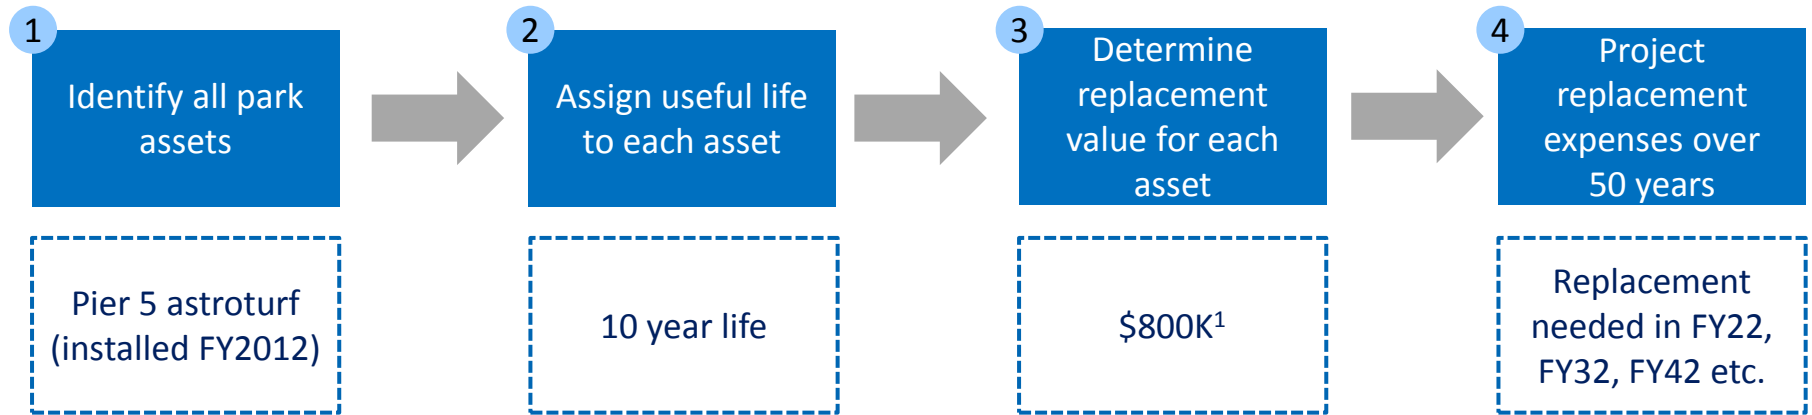 1
Identify all park
assets
2
Assign useful life
to each asset
3
Determine
replacement
value for each
asset
4
Project
replacement
expenses over
50 years
Pier 5 astroturf
(installed FY2012)
10 year life
$800K¹
Replacement
needed in FY22,
FY32, FY42 etc.